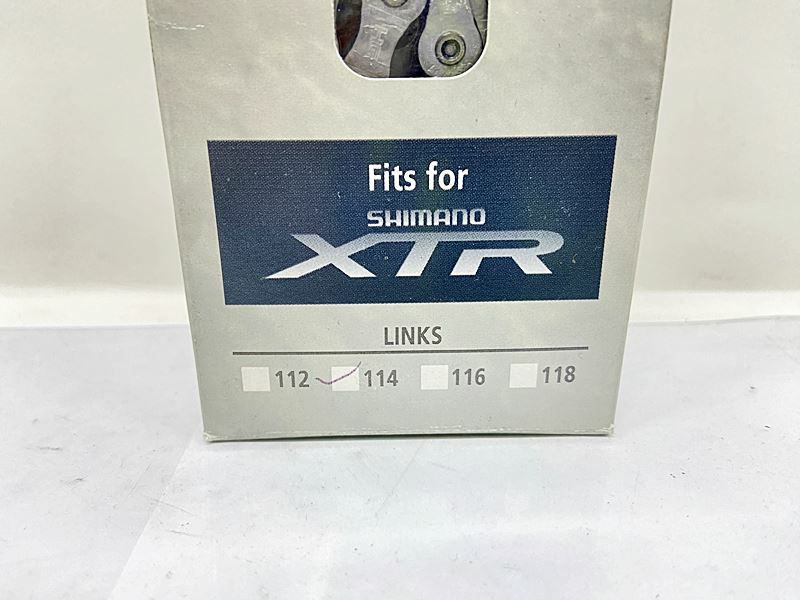 Fits for
SHIMANO
XTR
LINKS
112 114 116 118